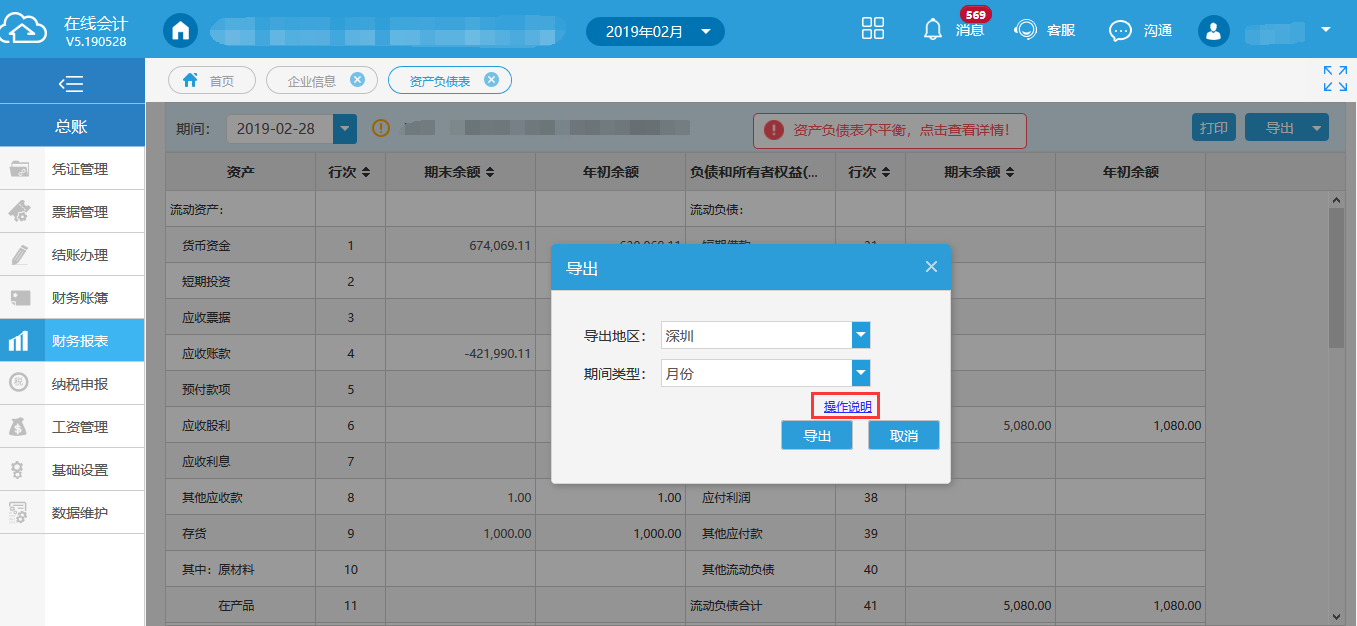 在线会计
V5.190528
2019年02月
569
消息
客服
沟通
首页
企业信息
资产负债表
总账
凭证管理
票据管理
结账办理
财务账簿
财务报表
纳税申报
工资管理
基础设置
数据维护
期间：
2019-02-28
资产负债表不平衡，点击查看详情！
打印
导出
资产 行次 期末余额 年初余额 负债和所有者权益(... 行次 期末余额 年初余额
流动资产： 流动负债：
货币资金 1 674,069.11
短期投资 2
应收票据 3
应收账款 4 -421,990.11
预付款项 5
应收股利 6 5,080.00 1,080.00
应收利息 7
其他应收款 8 1.00 1.00 应付利润 38
存货 9 1,000.00 1,000.00 其他应付款 39
其中：原材料 10 其他流动负债 40
在产品 11 流动负债合计 41 5,080.00 1,080.00
导出
导出地区： 深圳
期间类型： 月份
操作说明
导出 取消